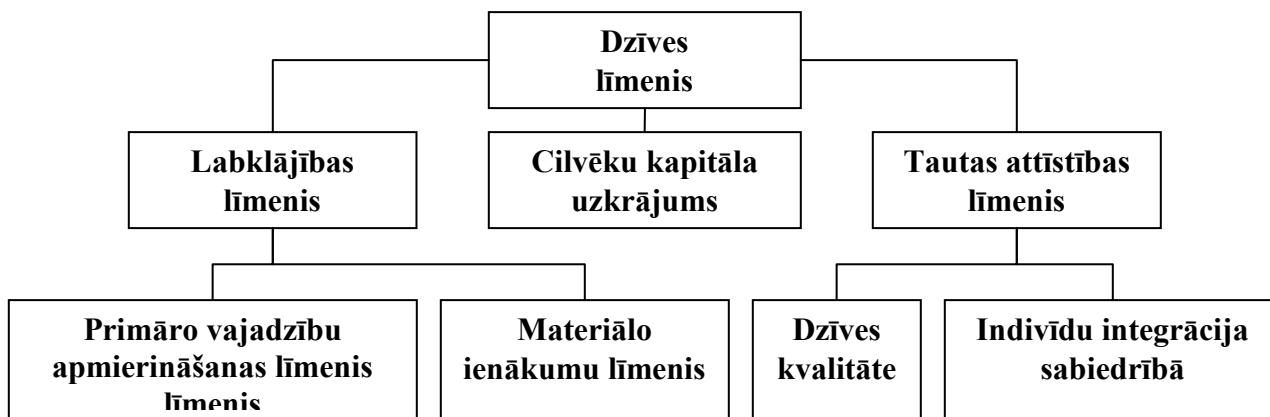 Dzīves
līmenis
Labklājības
līmenis
Cilvēku kapitāla
uzkrājums
Tautas attīstības
līmenis
Primāro vajadzību
apmierināšanas līmenis
līmenis
Materiālo
ienākumu līmenis
Dzīves
kvalitāte
Indivīdu integrācija
sabiedrībā